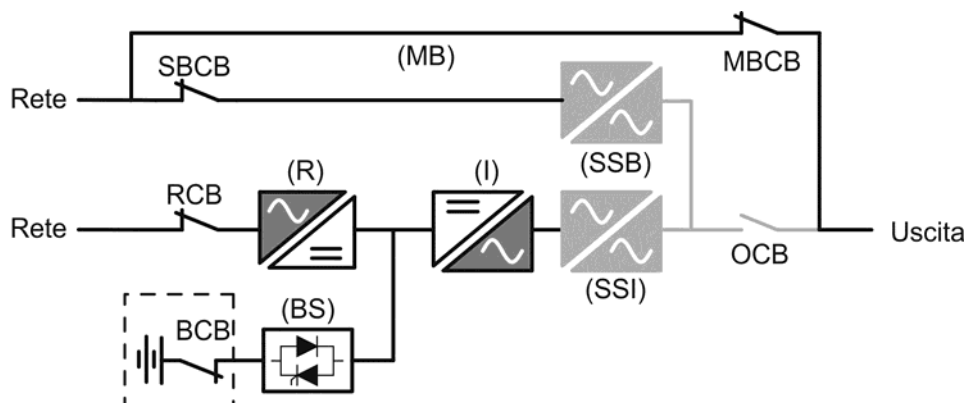 (MB)
MBCB
SBCB
Rete
(SSB)
(R)
(I)
RCB
Rete
Uscita
OCB
(SSI)
(BS)
BCB